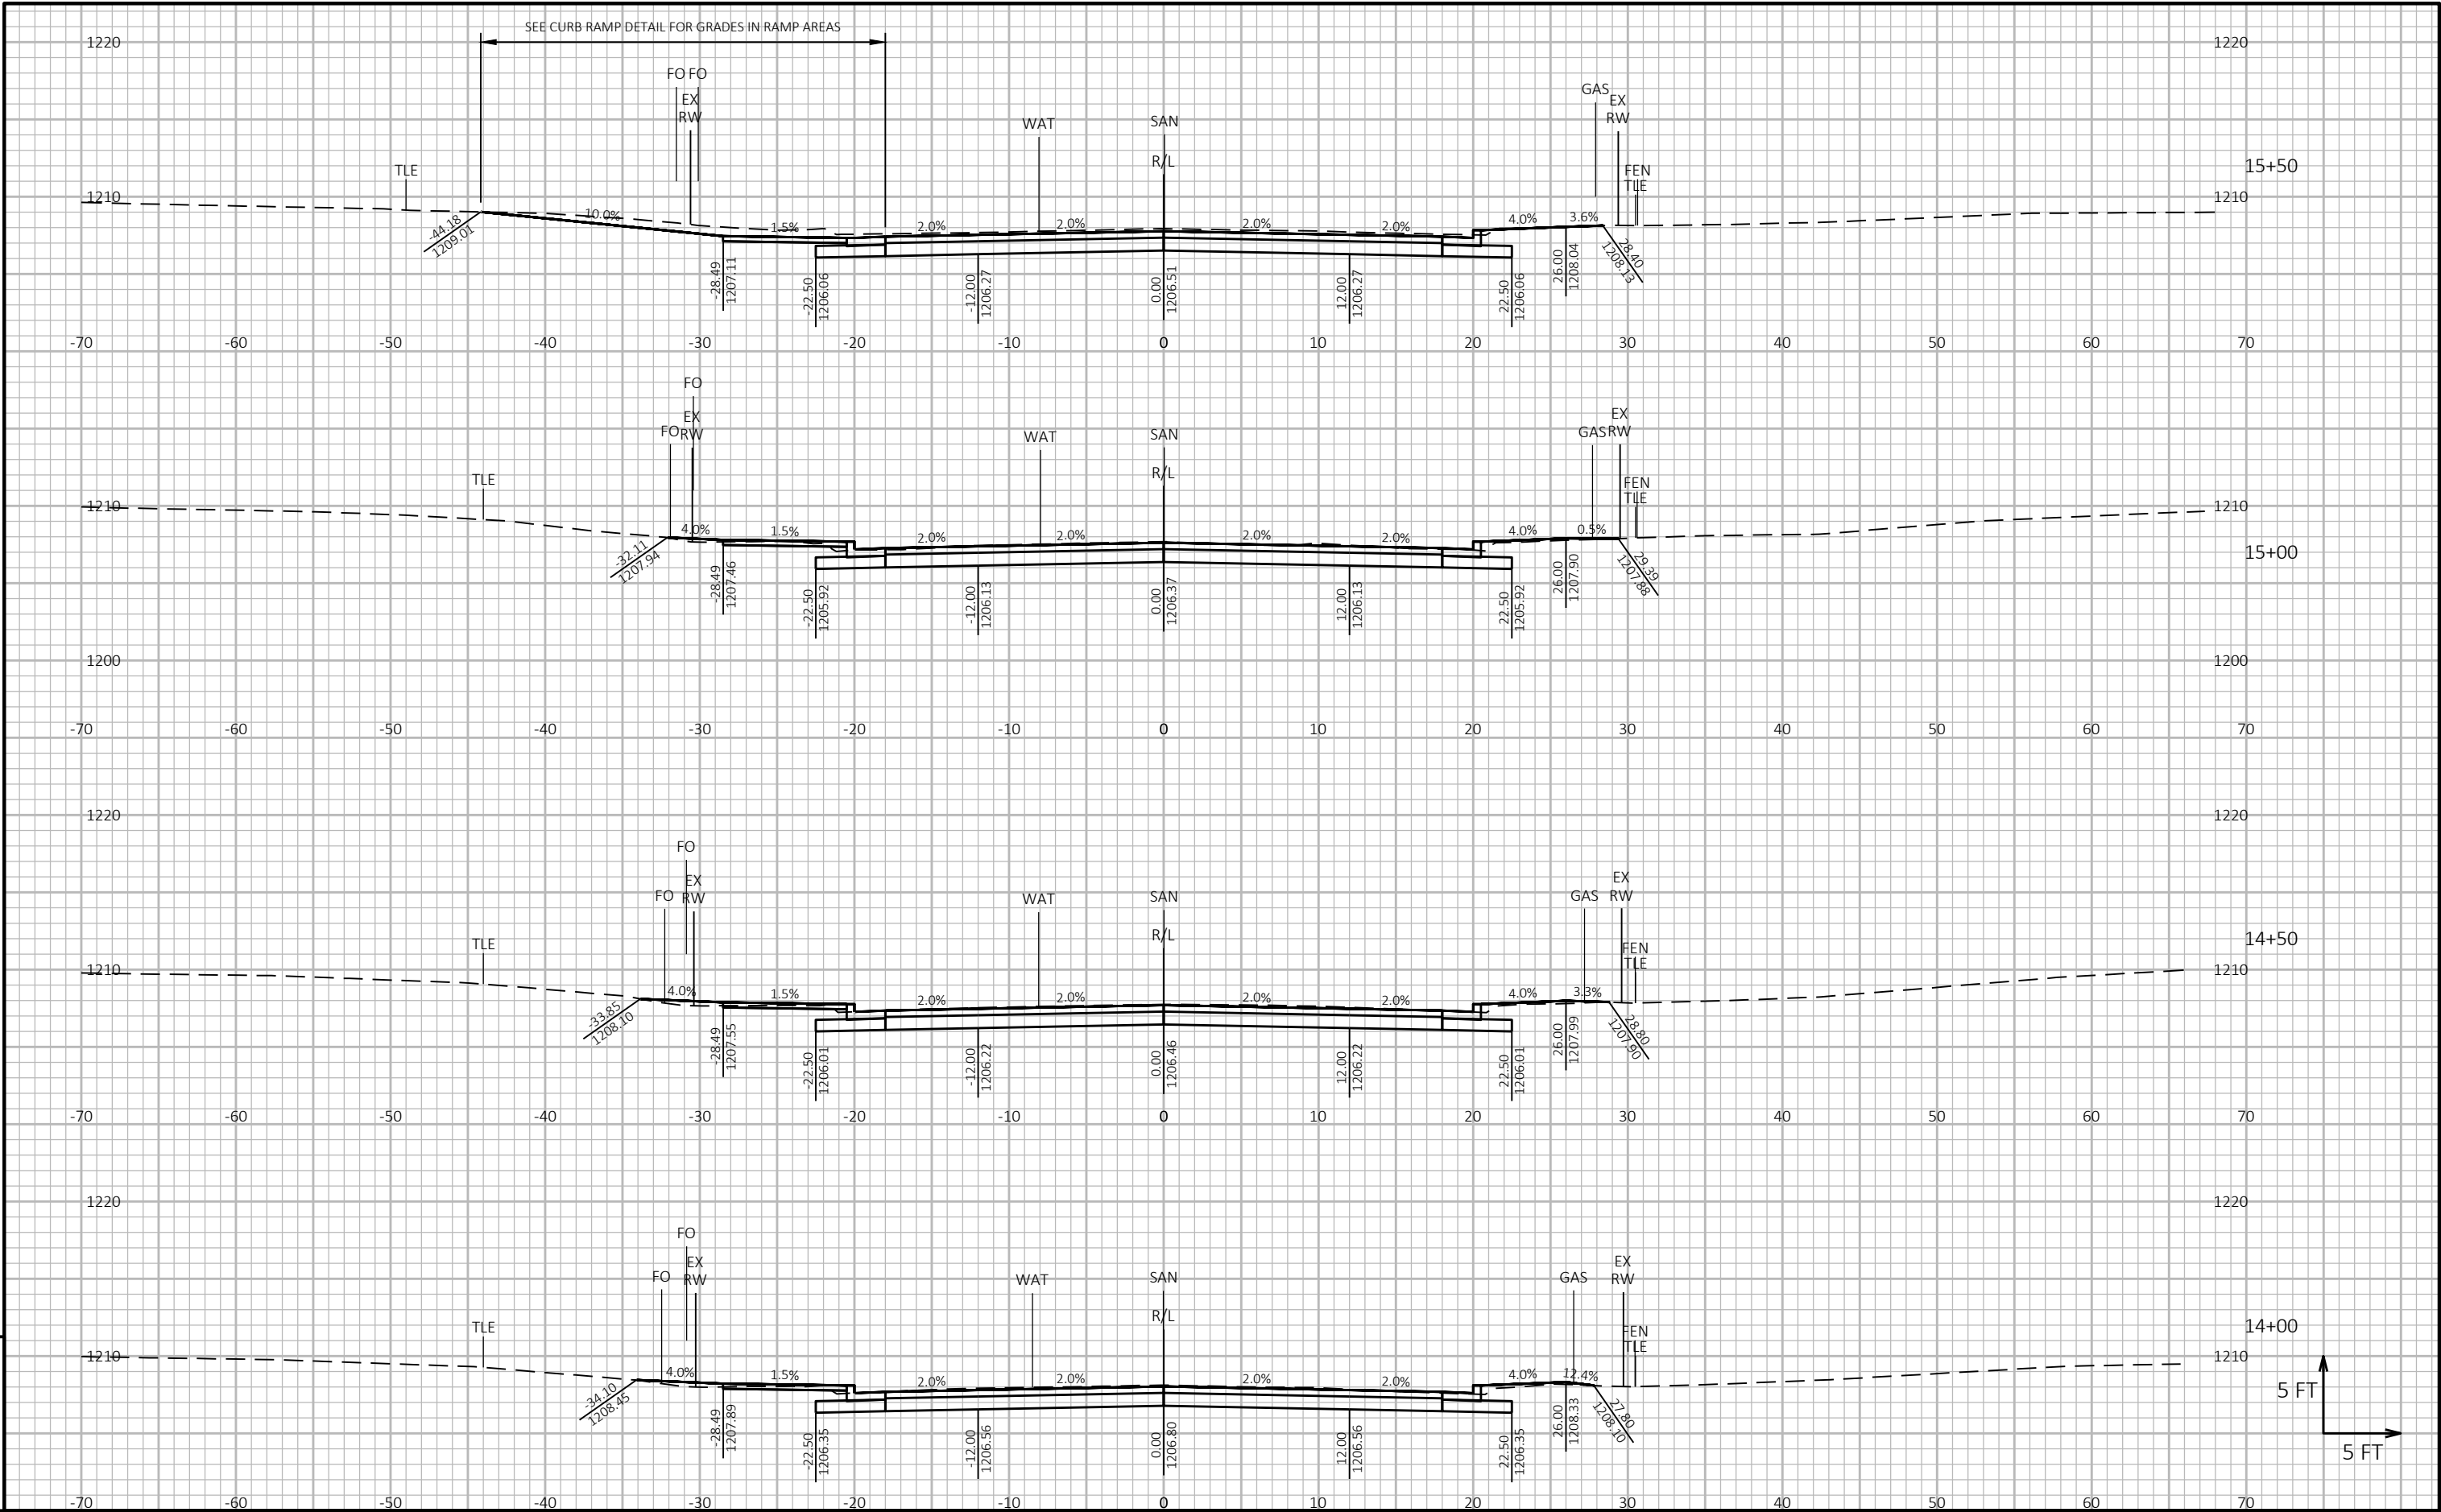 SEE CURB RAMP DETAIL FOR GRADES IN RAMP AREAS
1220 1220
FO FO
EX
RW
GAS
EX
RW
WAT
SAN
R/L
TLE
FEN
TLE
15+50
1210 1210
10.0% 1.5% 2.0% 2.0% 2.0% 2.0% 4.0% 3.6%
-44.18
1209.01
-28.49
1207.11
-22.50
1206.06
-12.00
1206.27
0.00
1206.51
12.00
1206.27
22.50
1206.06
26.00
1208.04
28.40
1208.13
-70 -60 -50 -40 -30 -20 -10 0 10 20 30 40 50 60 70
FO
FO
EX
RW
WAT
SAN
R/L
GAS
EX
RW
TLE
FEN
TLE
1210 1210
4.0% 1.5% 2.0% 2.0% 2.0% 2.0% 4.0% 0.5%
15+00
-32.11
1207.94
-28.49
1207.46
-22.50
1205.92
-12.00
1206.13
0.00
1206.37
12.00
1206.13
22.50
1205.92
26.00
1207.90
29.39
1207.88
1200 1200
-70 -60 -50 -40 -30 -20 -10 0 10 20 30 40 50 60 70
1220 1220
FO
FO
EX
RW
WAT
SAN
R/L
GAS
EX
RW
TLE
FEN
TLE
14+50
1210 1210
4.0% 1.5% 2.0% 2.0% 2.0% 2.0% 4.0% 3.3%
-33.85
1208.10
-28.49
1207.55
-22.50
1206.01
-12.00
1206.22
0.00
1206.46
12.00
1206.22
22.50
1206.01
26.00
1207.99
28.80
1207.90
-70 -60 -50 -40 -30 -20 -10 0 10 20 30 40 50 60 70
1220 1220
FO
FO
EX
RW
WAT
SAN
R/L
GAS
EX
RW
TLE
FEN
TLE
14+00
1210 1210
4.0% 1.5% 2.0% 2.0% 2.0% 2.0% 4.0% 12.4%
-34.10
1208.45
-28.49
1207.89
-22.50
1206.35
-12.00
1206.56
0.00
1206.80
12.00
1206.56
22.50
1206.35
26.00
1208.33
27.80
1208.10
5 FT
5 FT
-70 -60 -50 -40 -30 -20 -10 0 10 20 30 40 50 60 70